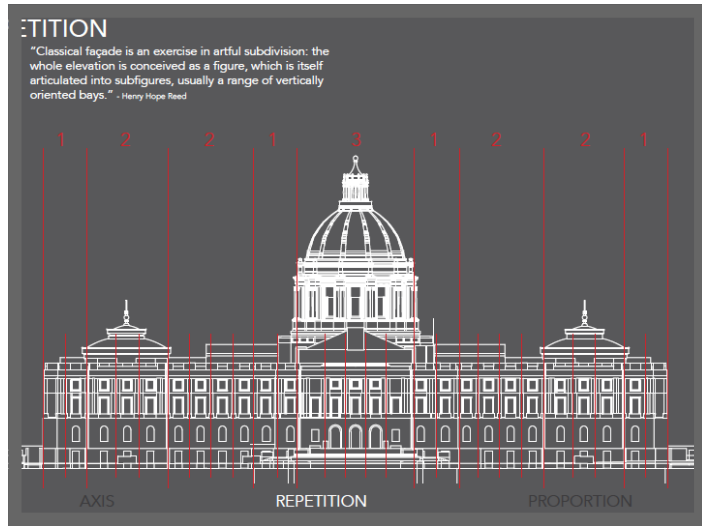 ETITION
“Classical façade is an exercise in artful subdivision: the
whole elevation is conceived as a figure, which is itself
articulated into subfigures, usually a range of vertically
oriented bays.” - Henry Hope Reed
1 2 2 1 3 1 2 2 1
AXIS REPETITION PROPORTION